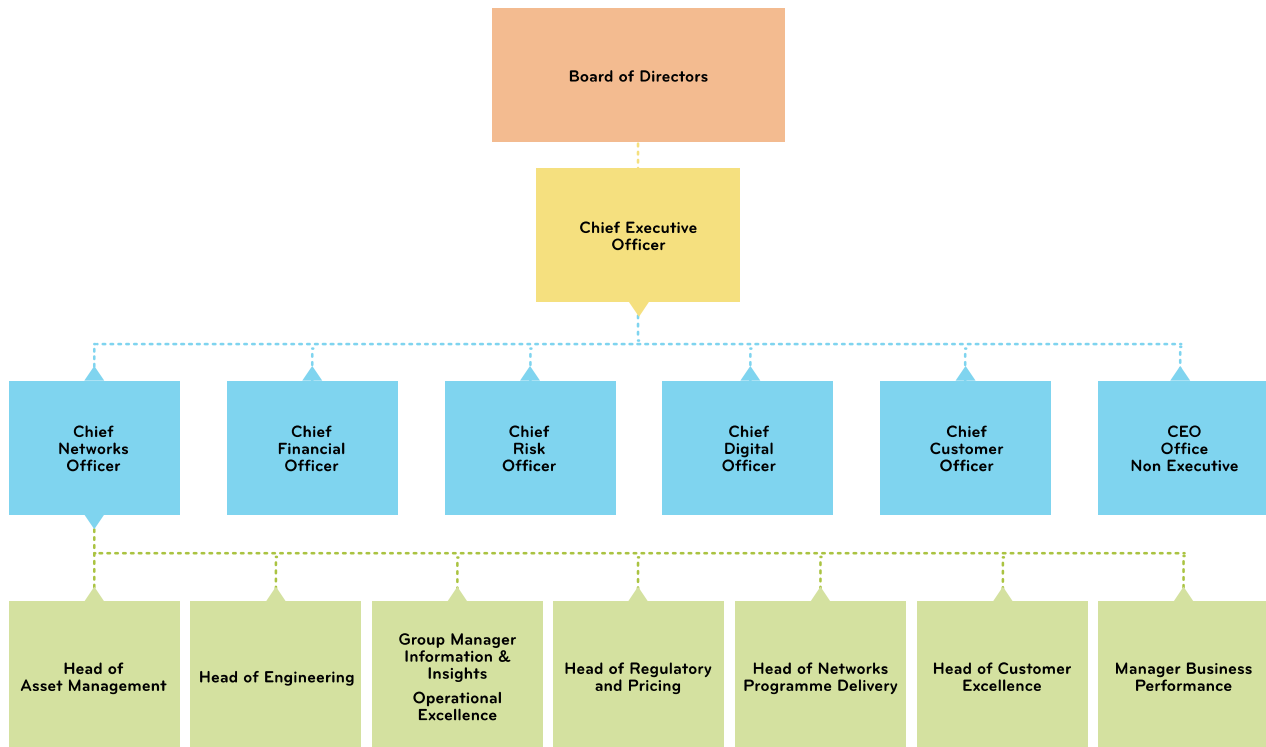 Board of Directors
Chief Executive
Officer
Chief
Networks
Officer
Chief
Financial
Officer
Chief
Risk
Officer
Chief
Digital
Officer
Chief
Customer
Officer
CEO
Office
Non Executive
Head of
Asset Management
Head of Engineering
Group Manager
Information &
Insights
Operational
Excellence
Head of Regulatory
and Pricing
Head of Networks
Programme Delivery
Head of Customer
Excellence
Manager Business
Performance